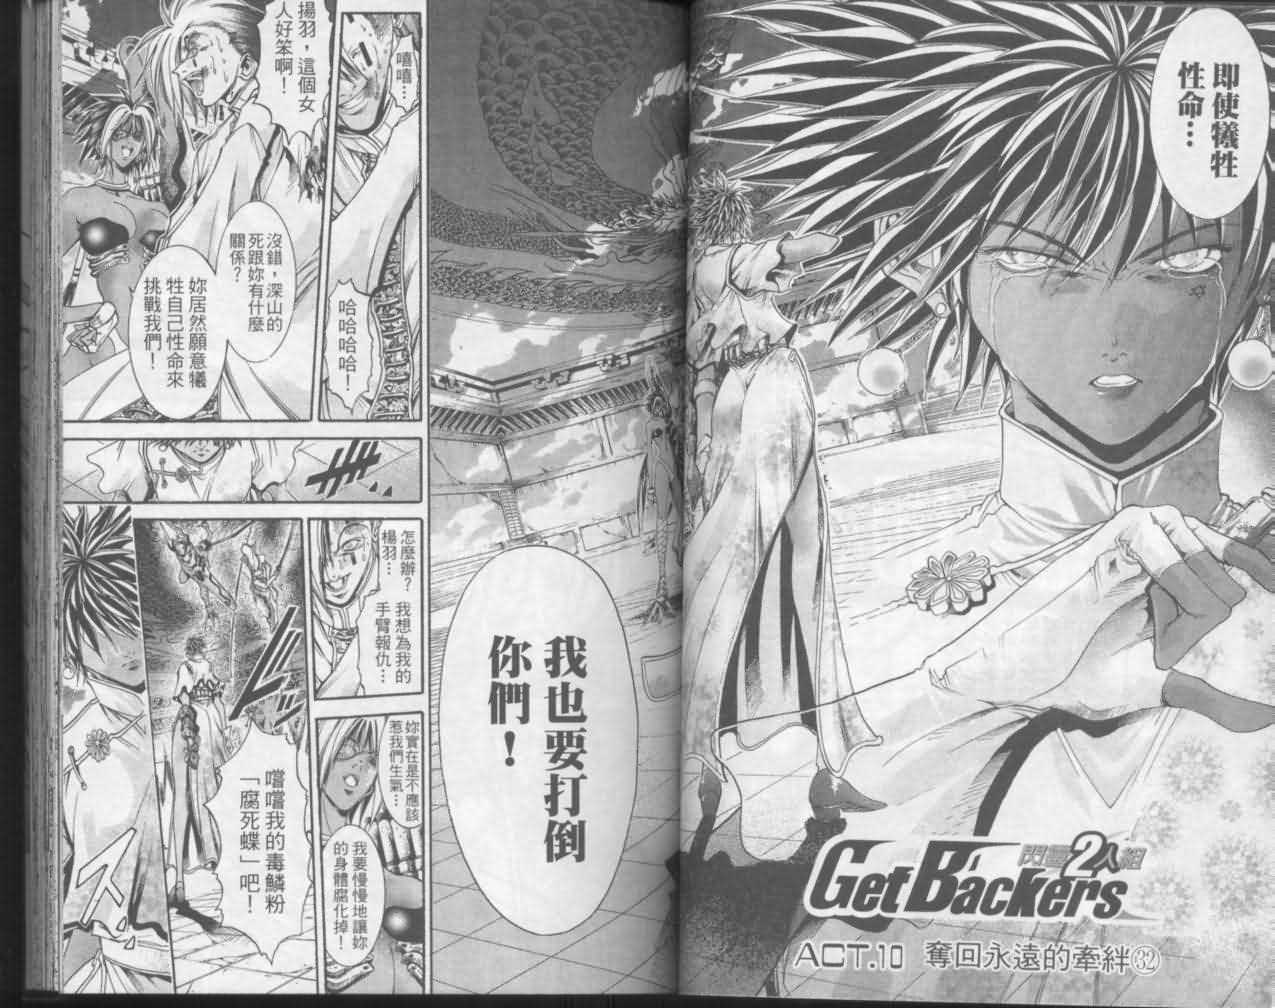 即使犧牲
性命…
我也要打倒
你們！
閃靈2人組
Get Backers
ACT.10 奪回永遠的牽絆㉜
嘻嘻…
哈哈哈哈！
揚羽，這個女
人好笨啊！
沒錯，深山的
死跟妳有什麼
關係？
妳居然願意犧
牲自己性命來
挑戰我們！
怎麼辦？
楊羽…
我想為我的
手臂報仇…
妳實在是不應該
惹我們生氣…
我要慢慢地讓妳
的身體腐化掉！
嚐嚐我的毒鱗粉
「腐死蝶」吧！